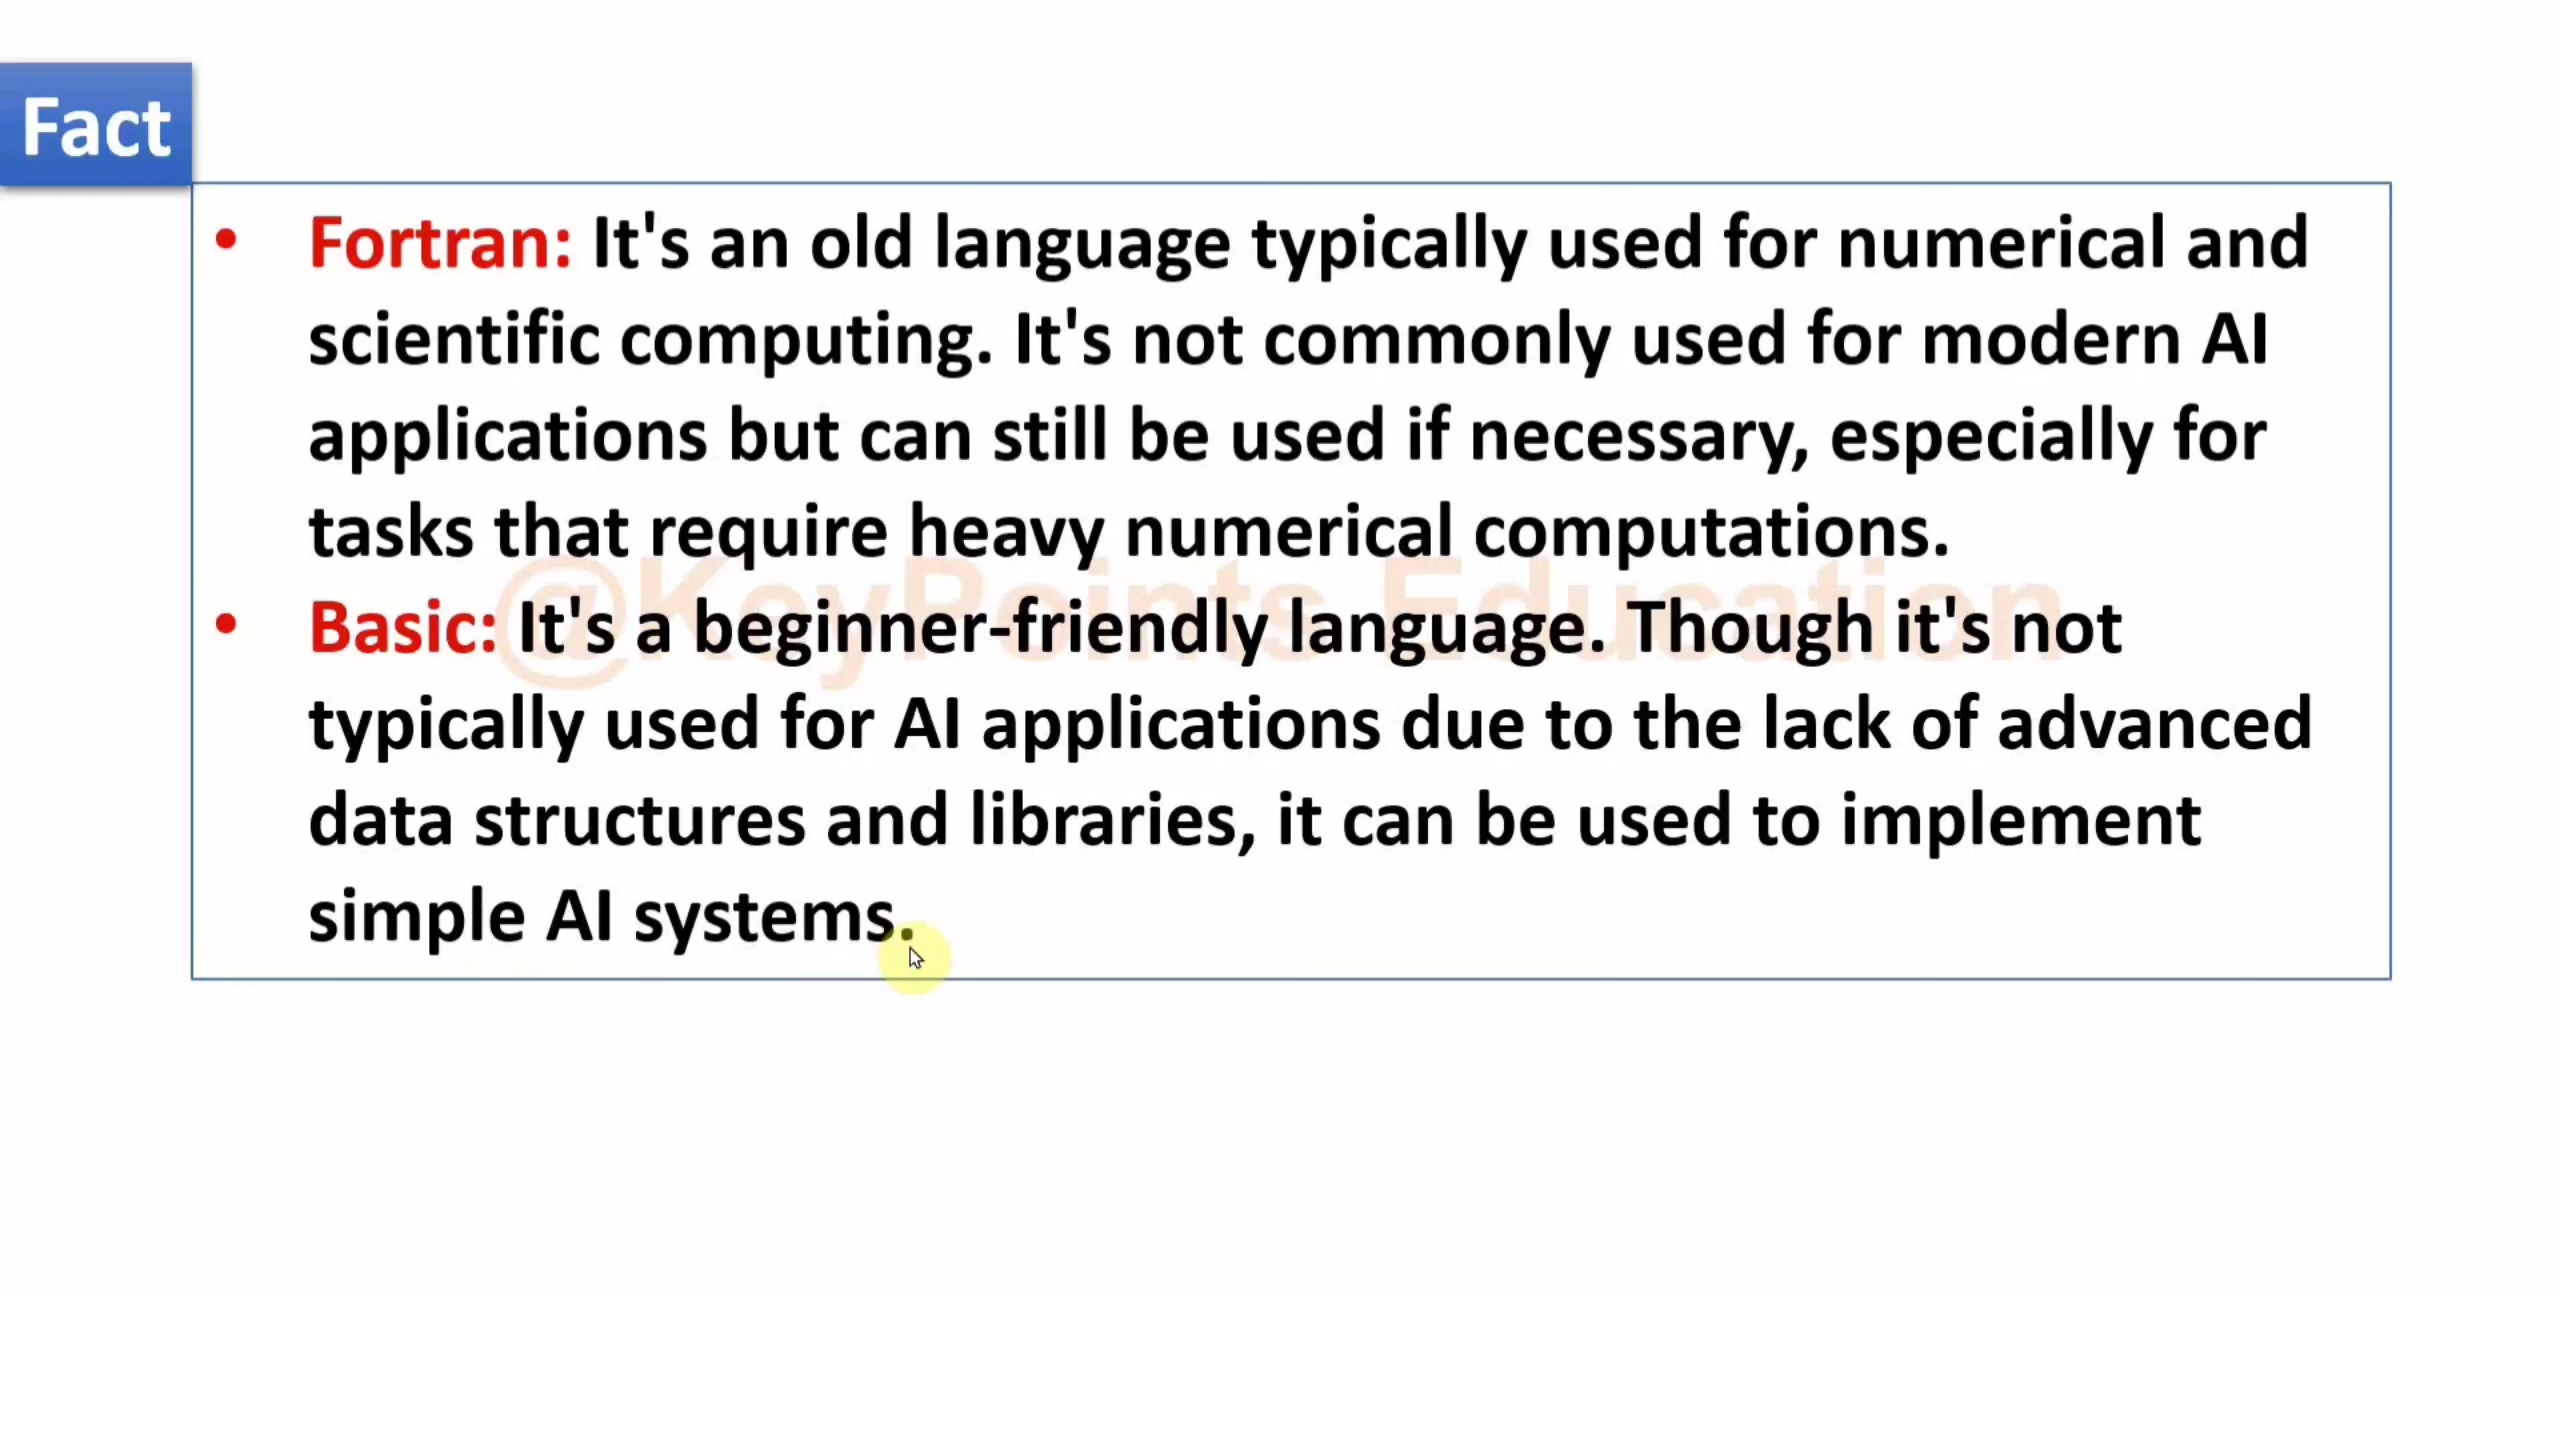 Fact
• Fortran: It's an old language typically used for numerical and
scientific computing. It's not commonly used for modern AI
applications but can still be used if necessary, especially for
tasks that require heavy numerical computations.
@KeyPoints Education
• Basic: It's a beginner-friendly language. Though it's not
typically used for AI applications due to the lack of advanced
data structures and libraries, it can be used to implement
simple AI systems.